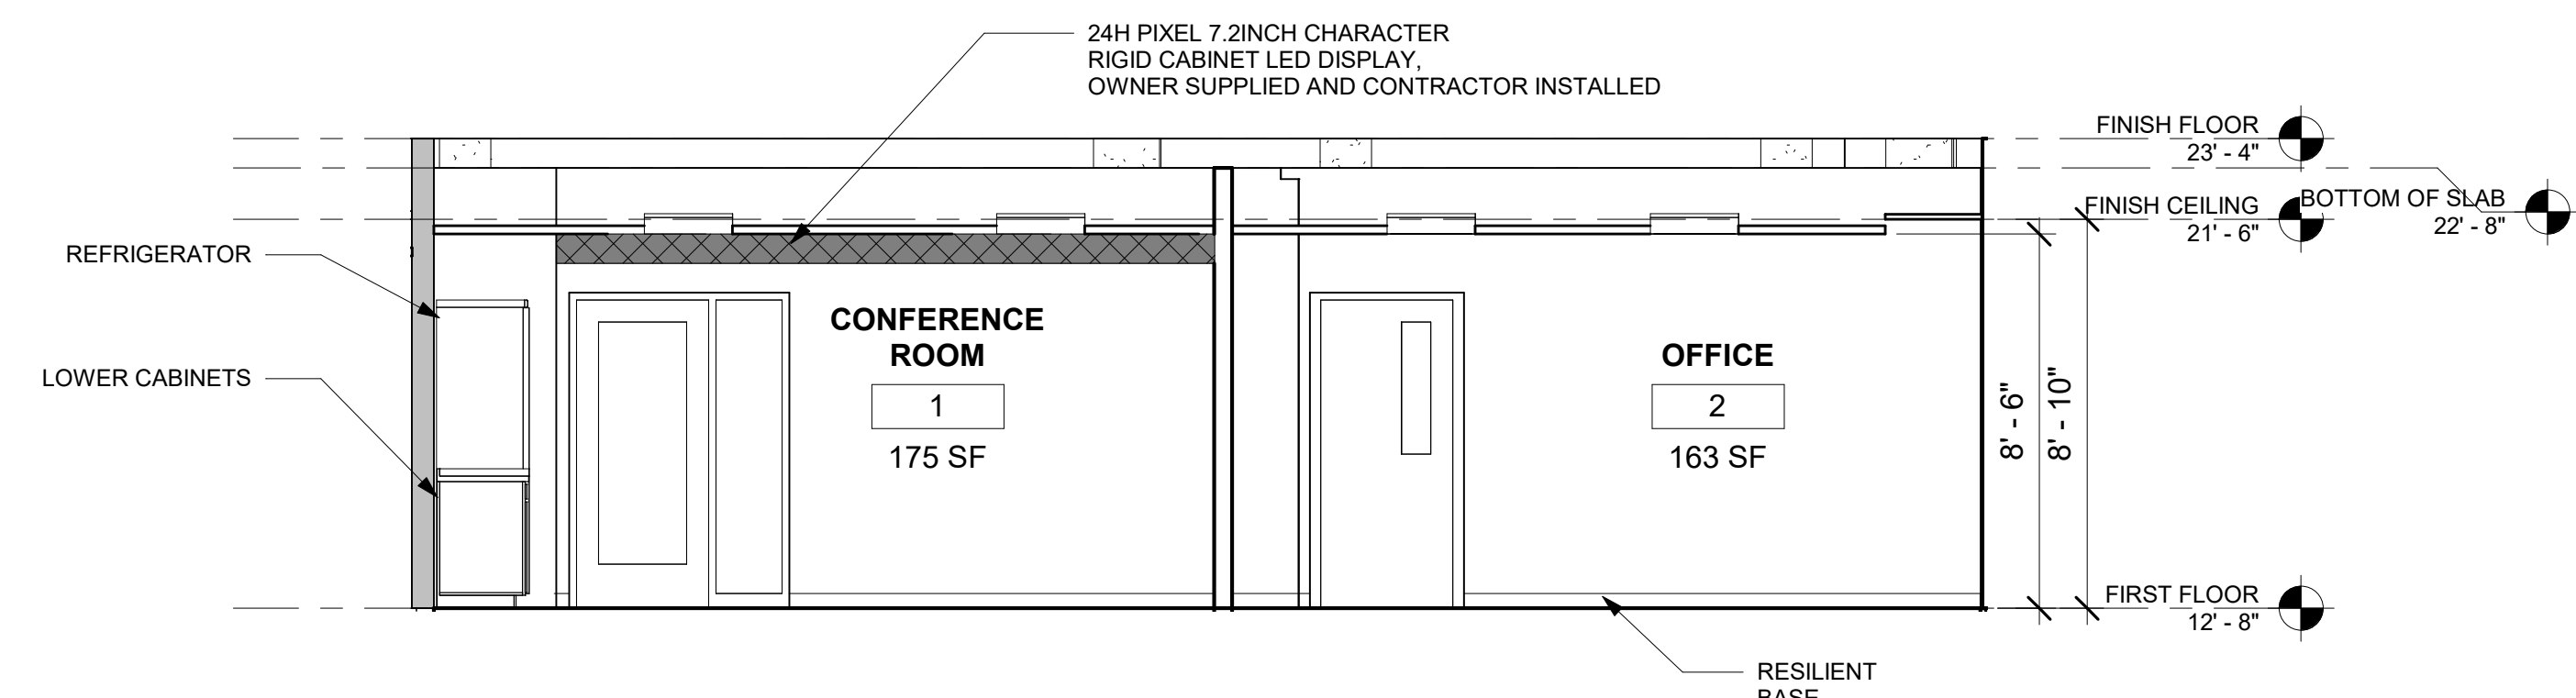 24H PIXEL 7.2INCH CHARACTER
RIGID CABINET LED DISPLAY,
OWNER SUPPLIED AND CONTRACTOR INSTALLED
FINISH FLOOR
23' - 4"
BOTTOM OF SLAB
22' - 8"
FINISH CEILING
21' - 6"
REFRIGERATOR
LOWER CABINETS
CONFERENCE
ROOM
1
175 SF
OFFICE
2
163 SF
8' - 6"
8' - 10"
FIRST FLOOR
12' - 8"
RESILIENT
BASE